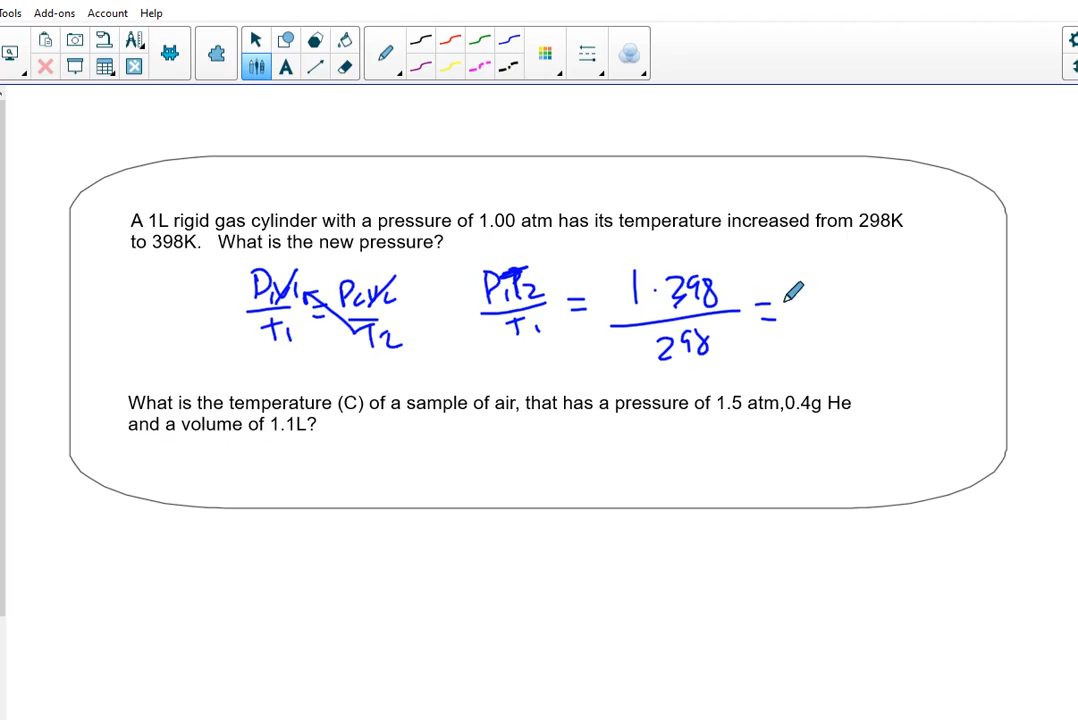 Tools Add-ons Account Help
A 1L rigid gas cylinder with a pressure of 1.00 atm has its temperature increased from 298K
to 398K. What is the new pressure?
P₁V₁/T₁ = P₂V₂/T₂ P₁T₂/T₁ = 1·398/298 =
What is the temperature (C) of a sample of air, that has a pressure of 1.5 atm,0.4g He
and a volume of 1.1L?